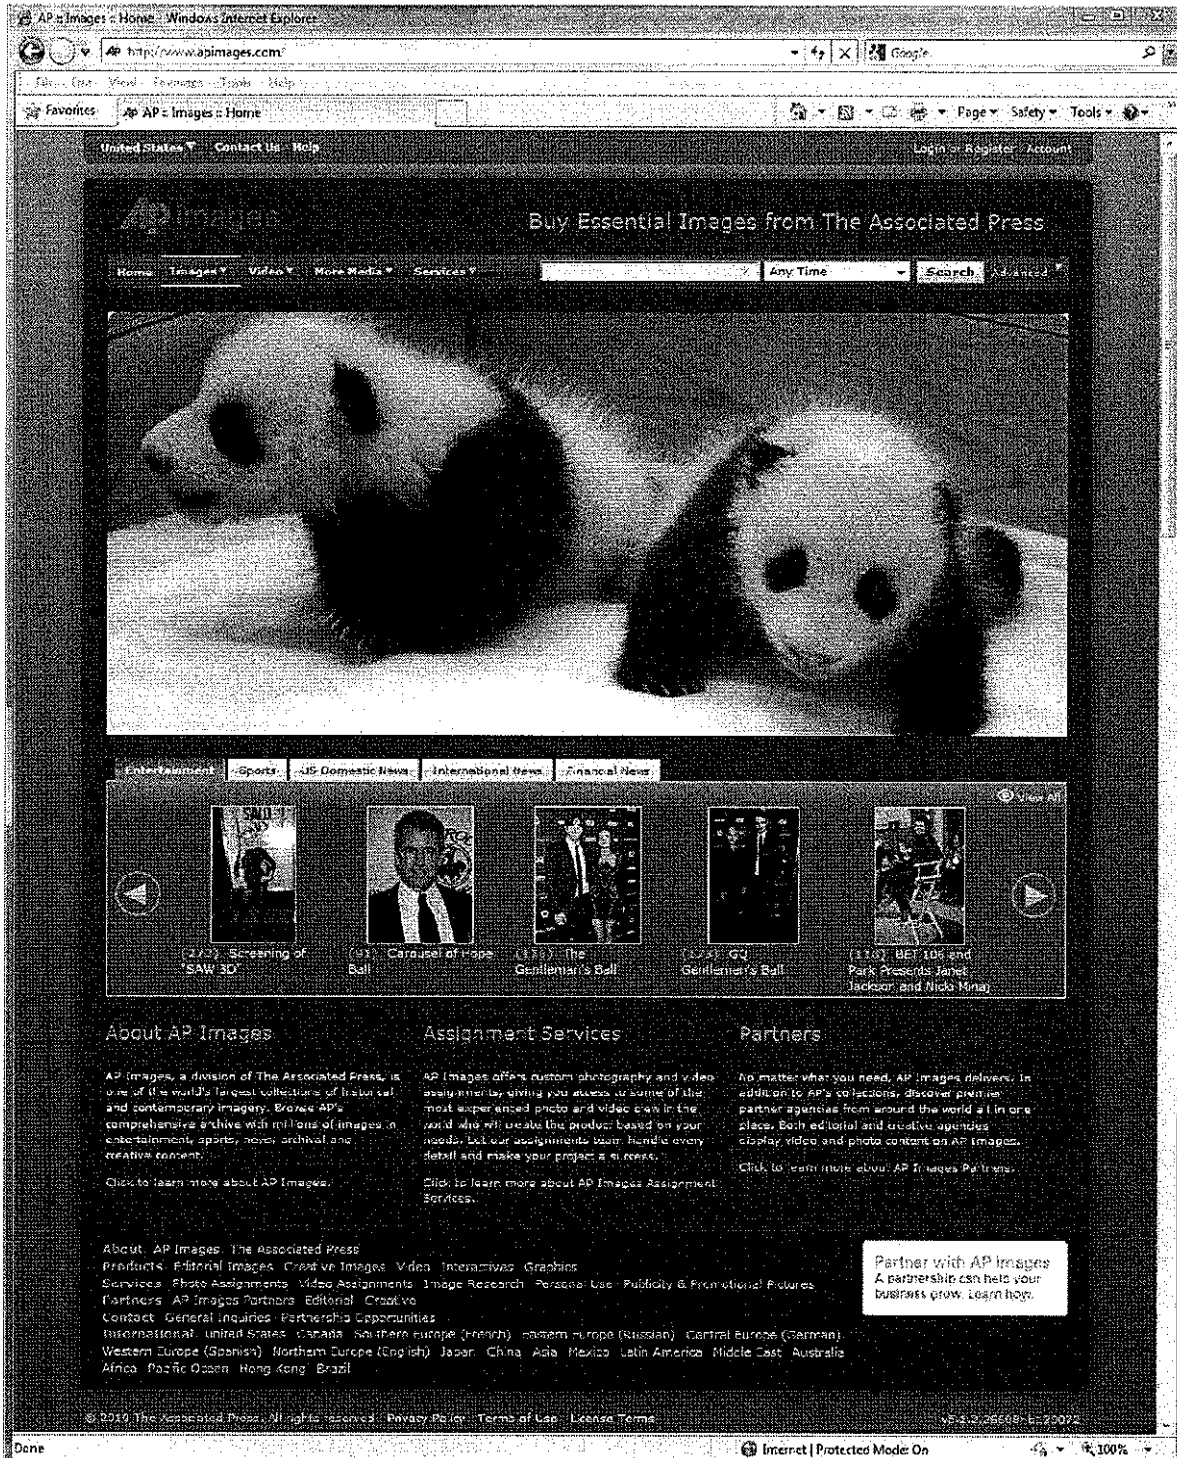 AP :: Images :: Home - Windows Internet Explorer
AP http://www.apimages.com/
Google
File Edit View Favorites Tools Help
Favorites AP AP :: Images :: Home
Page Safety Tools
United States Contact Us Help
Login or Register Account
AP Images
Buy Essential Images from The Associated Press
Home Images Video More Media Services
Any Time Search Advanced
Entertainment Sports US Domestic News International News Financial News
View All
Screening of "SAW 3D"
Carousel of Hope Ball
The Gentleman's Ball
GQ Gentleman's Ball
BET 106 and Park Presents Janet Jackson and Nicki Minaj
About AP Images
AP Images, a division of The Associated Press, is
one of the world's largest collections of historical
and contemporary imagery. Browse AP's
comprehensive archive with millions of images in
entertainment, sports, news, archival and
creative content.
Click to learn more about AP Images.
Assignment Services
AP Images offers custom photography and video
assignments, giving you access to some of the
most experienced photo and video crew in the
world who will create the product based on your
needs. Let our assignments team handle every
detail and make your project a success.
Click to learn more about AP Images Assignment
Services.
Partners
No matter what you need, AP Images delivers. In
addition to AP's collections, discover premier
partner agencies from around the world all in one
place. Both editorial and creative agencies
display video and photo content on AP Images.
Click to learn more about AP Images Partners.
About AP Images The Associated Press
Products Editorial Images Creative Images Video Interactives Graphics
Services Photo Assignments Video Assignments Image Research Personal Use Publicity & Promotional Pictures
Partners AP Images Partners Editorial Creative
Contact General Inquiries Partnership Opportunities
International United States Canada Southern Europe (French) Eastern Europe (Russian) Central Europe (German)
Western Europe (Spanish) Northern Europe (English) Japan China Asia Mexico Latin America Middle East Australia
Africa Pacific Ocean Hong Kong Brazil
Partner with AP Images
A partnership can help your
business grow. Learn how.
© 2010 The Associated Press. All rights reserved. Privacy Policy Terms of Use License Terms
Done
Internet | Protected Mode: On
100%